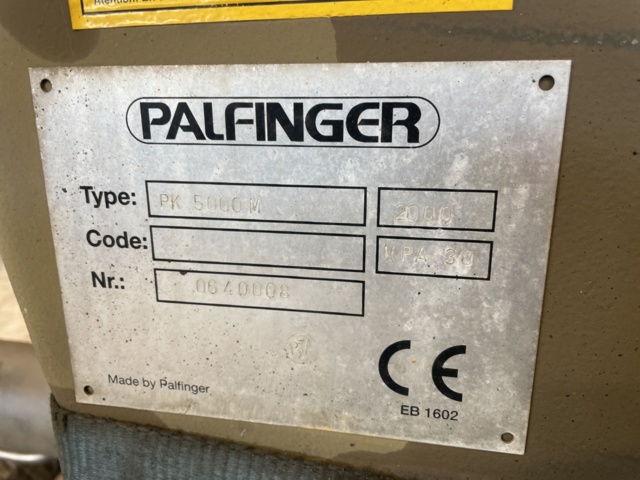 PALFINGER
Type: PK 5000 M 2000
Code: MPA 30
Nr.: 0640008
Made by Palfinger
CE
EB 1602